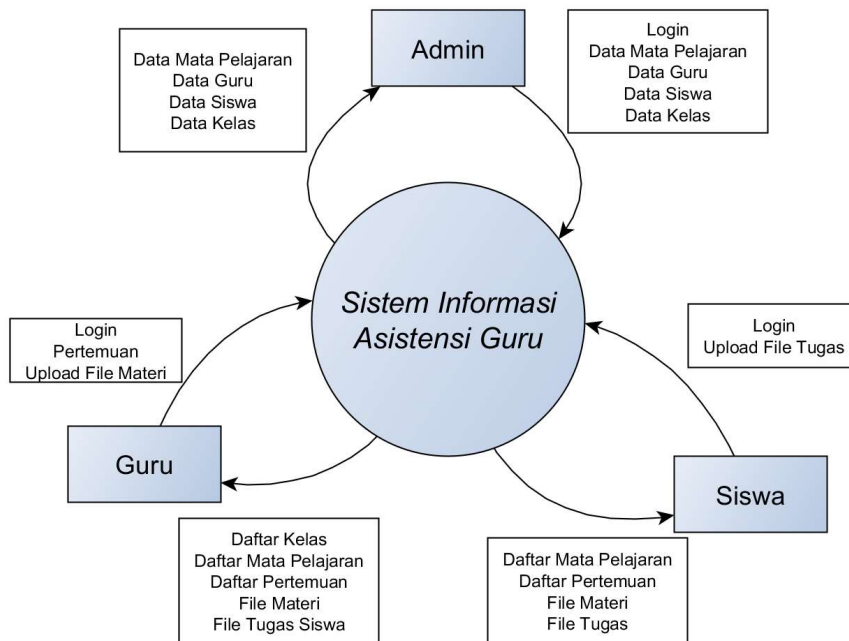 Data Mata Pelajaran
Data Guru
Data Siswa
Data Kelas
Admin
Login
Data Mata Pelajaran
Data Guru
Data Siswa
Data Kelas
Sistem Informasi
Asistensi Guru
Login
Pertemuan
Upload File Materi
Login
Upload File Tugas
Guru
Siswa
Daftar Kelas
Daftar Mata Pelajaran
Daftar Pertemuan
File Materi
File Tugas Siswa
Daftar Mata Pelajaran
Daftar Pertemuan
File Materi
File Tugas